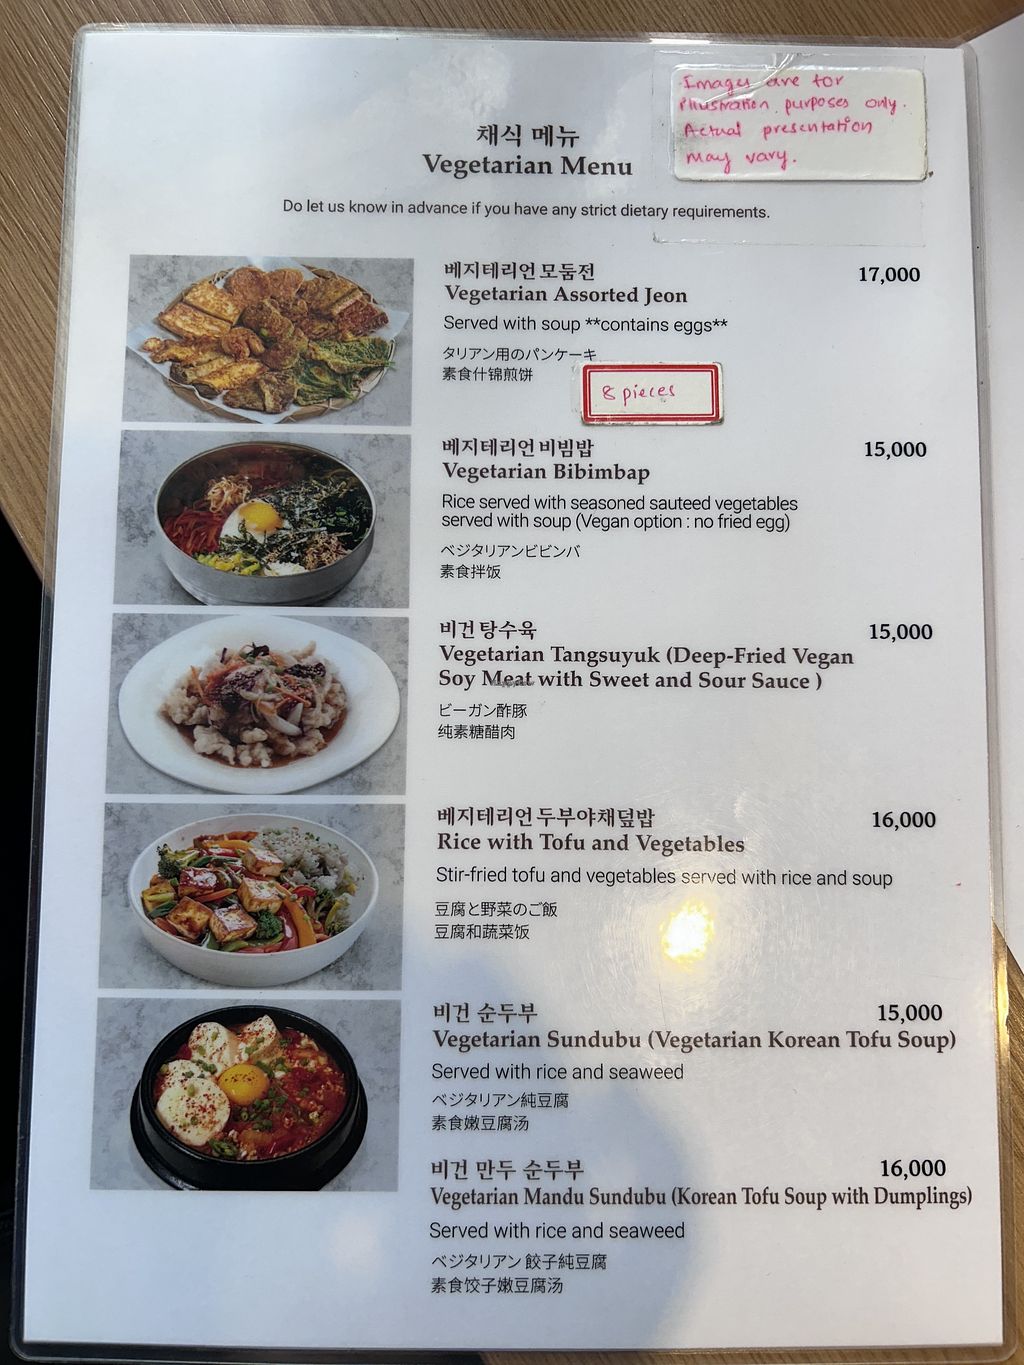 Images are for
illustration purposes only.
Actual presentation
may vary.
채식 메뉴
Vegetarian Menu
Do let us know in advance if you have any strict dietary requirements.
베지테리언 모둠전
17,000
Vegetarian Assorted Jeon
Served with soup **contains eggs**
タリアン用のパンケーキ
素食什锦煎饼
8 pieces
베지테리언 비빔밥
15,000
Vegetarian Bibimbap
Rice served with seasoned sauteed vegetables
served with soup (Vegan option : no fried egg)
ベジタリアンビビンバ
素食拌饭
비건 탕수육
15,000
Vegetarian Tangsuyuk (Deep-Fried Vegan
Soy Meat with Sweet and Sour Sauce )
ビーガン酢豚
纯素糖醋肉
베지테리언 두부야채덮밥
16,000
Rice with Tofu and Vegetables
Stir-fried tofu and vegetables served with rice and soup
豆腐と野菜のご飯
豆腐和蔬菜饭
비건 순두부
15,000
Vegetarian Sundubu (Vegetarian Korean Tofu Soup)
Served with rice and seaweed
ベジタリアン純豆腐
素食嫩豆腐汤
비건 만두 순두부
16,000
Vegetarian Mandu Sundubu (Korean Tofu Soup with Dumplings)
Served with rice and seaweed
ベジタリアン 餃子純豆腐
素食饺子嫩豆腐汤